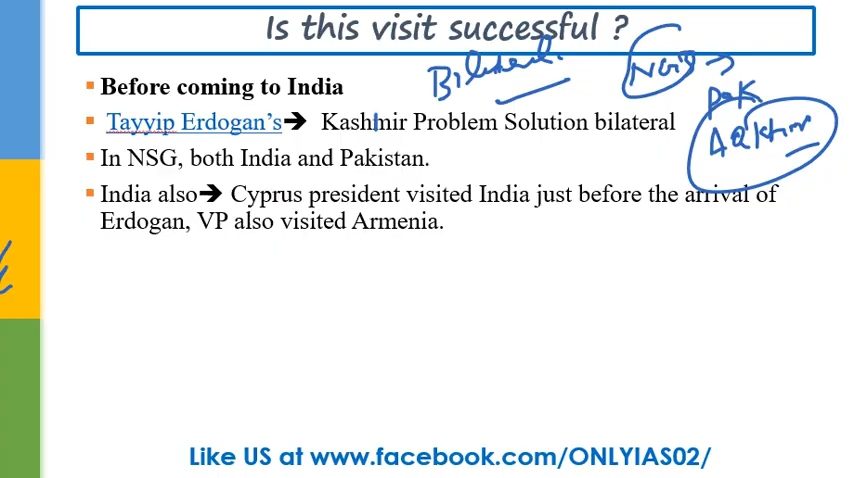 Is this visit successful ?
Bilateral.
Before coming to India
Pak
Tayyip Erdogan's➔ Kashmir Problem Solution bilateral
In NSG, both India and Pakistan.
India also➔ Cyprus president visited India just before the arrival of
Erdogan, VP also visited Armenia.
Like US at www.facebook.com/ONLYIAS02/